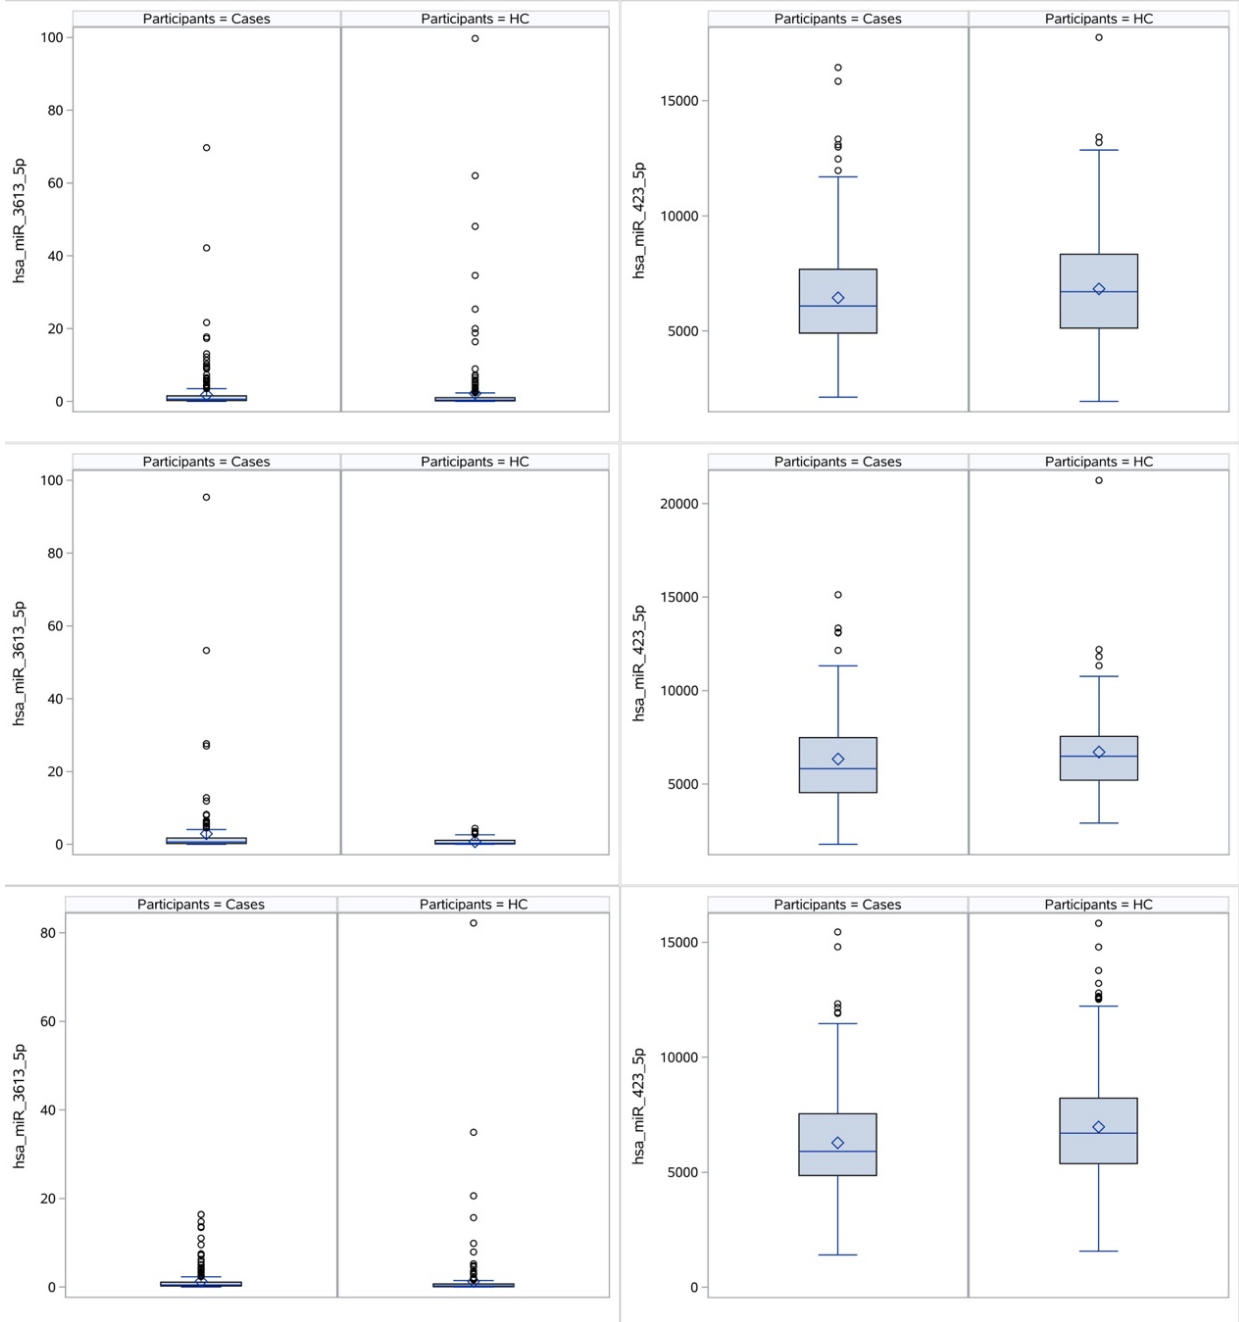 Participants = Cases
Participants = HC
hsa_miR_3613_5p
100
80
60
40
20
0
Participants = Cases
Participants = HC
hsa_miR_423_5p
15000
10000
5000
Participants = Cases
Participants = HC
hsa_miR_3613_5p
100
80
60
40
20
0
Participants = Cases
Participants = HC
hsa_miR_423_5p
20000
15000
10000
5000
Participants = Cases
Participants = HC
hsa_miR_3613_5p
80
60
40
20
0
Participants = Cases
Participants = HC
hsa_miR_423_5p
15000
10000
5000
0